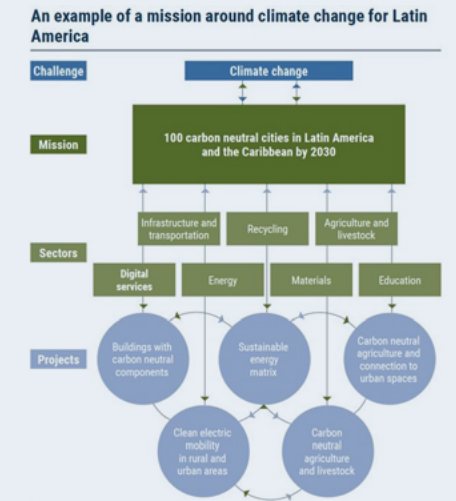 An example of a mission around climate change for Latin
America
Challenge
Climate change
Mission
100 carbon neutral cities in Latin America
and the Caribbean by 2030
Infrastructure and
transportation
Recycling
Agriculture and
livestock
Sectors
Digital
services
Energy
Materials
Education
Projects
Buildings with
carbon neutral
components
Sustainable
energy
matrix
Carbon neutral
agriculture and
connection to
urban spaces
Clean electric
mobility
in rural and
urban areas
Carbon
neutral
agriculture
and livestock